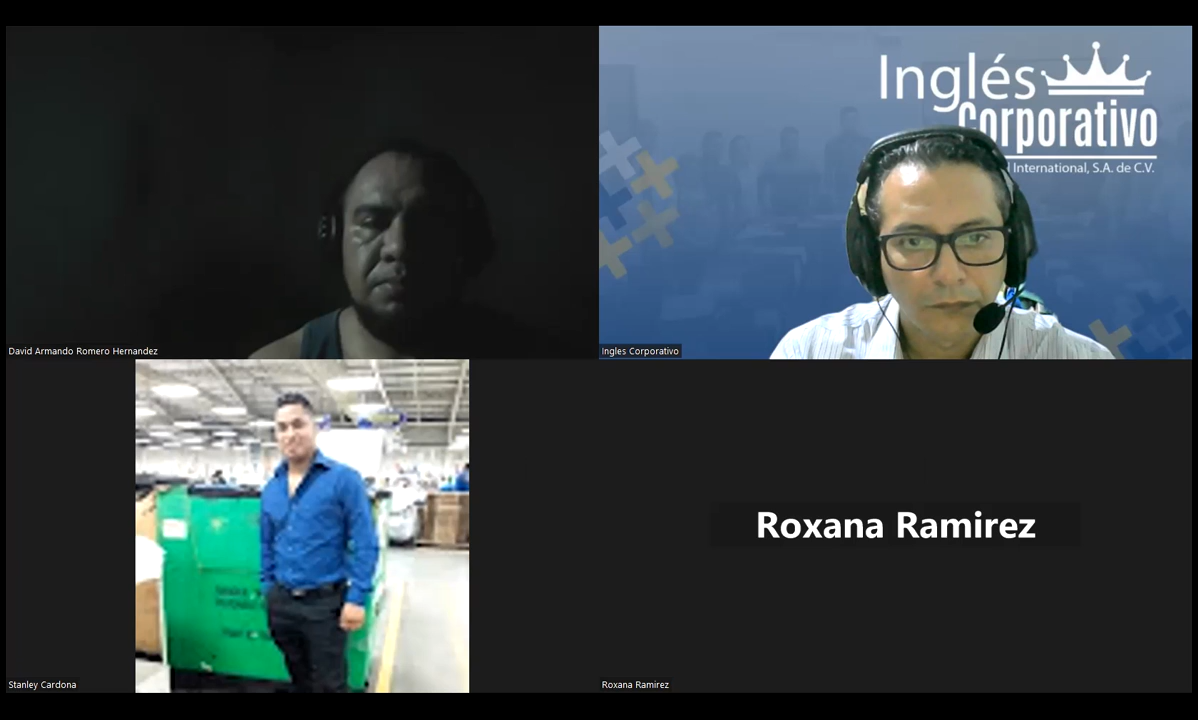 Inglés
Corporativo
l International, S.A. de C.V.
David Armando Romero Hernandez
Ingles Corporativo
Roxana Ramirez
Stanley Cardona
Roxana Ramirez